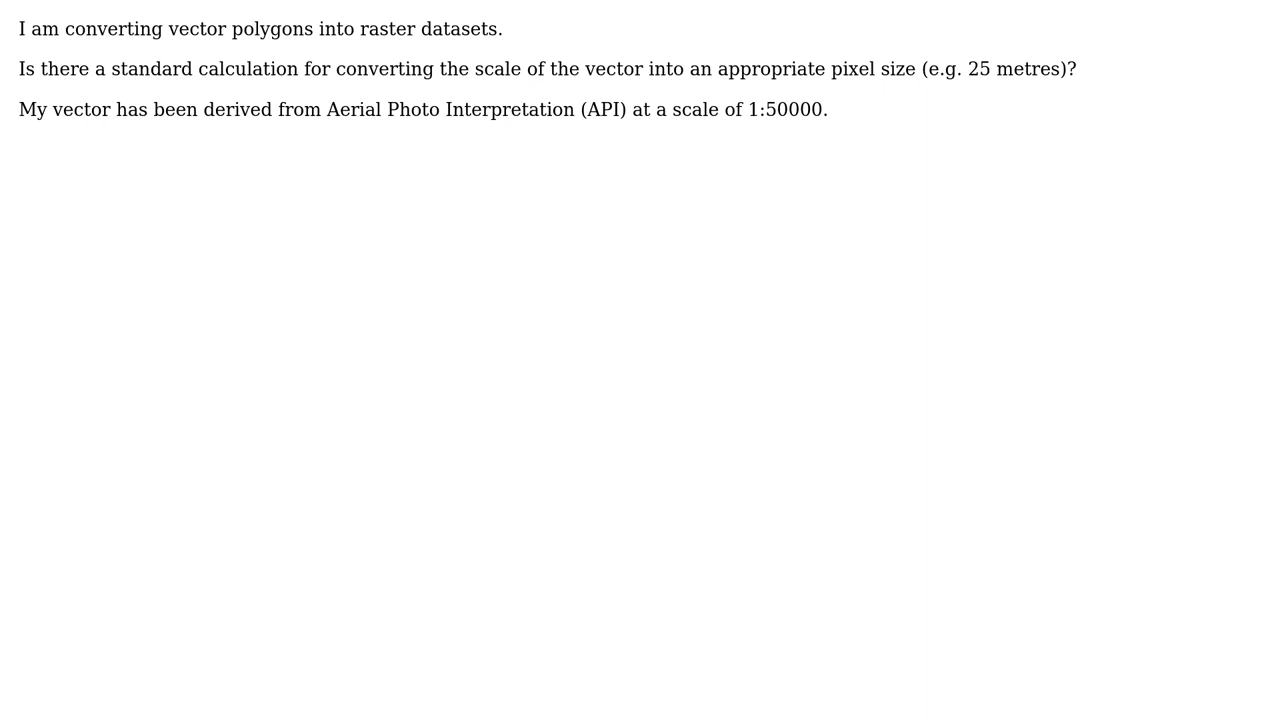 I am converting vector polygons into raster datasets.
Is there a standard calculation for converting the scale of the vector into an appropriate pixel size (e.g. 25 metres)?
My vector has been derived from Aerial Photo Interpretation (API) at a scale of 1:50000.